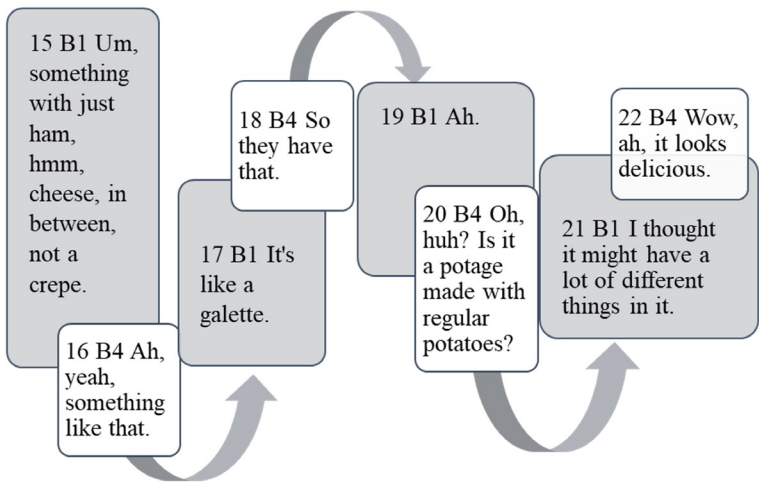 15 B1 Um,
something
with just
ham,
hmm,
cheese, in
between,
not a
crepe.
16 B4 Ah,
yeah,
something
like that.
17 B1 It's
like a
galette.
18 B4 So
they have
that.
19 B1 Ah.
20 B4 Oh,
huh? Is it
a potage
made with
regular
potatoes?
21 B1 I thought
it might have a
lot of different
things in it.
22 B4 Wow,
ah, it looks
delicious.